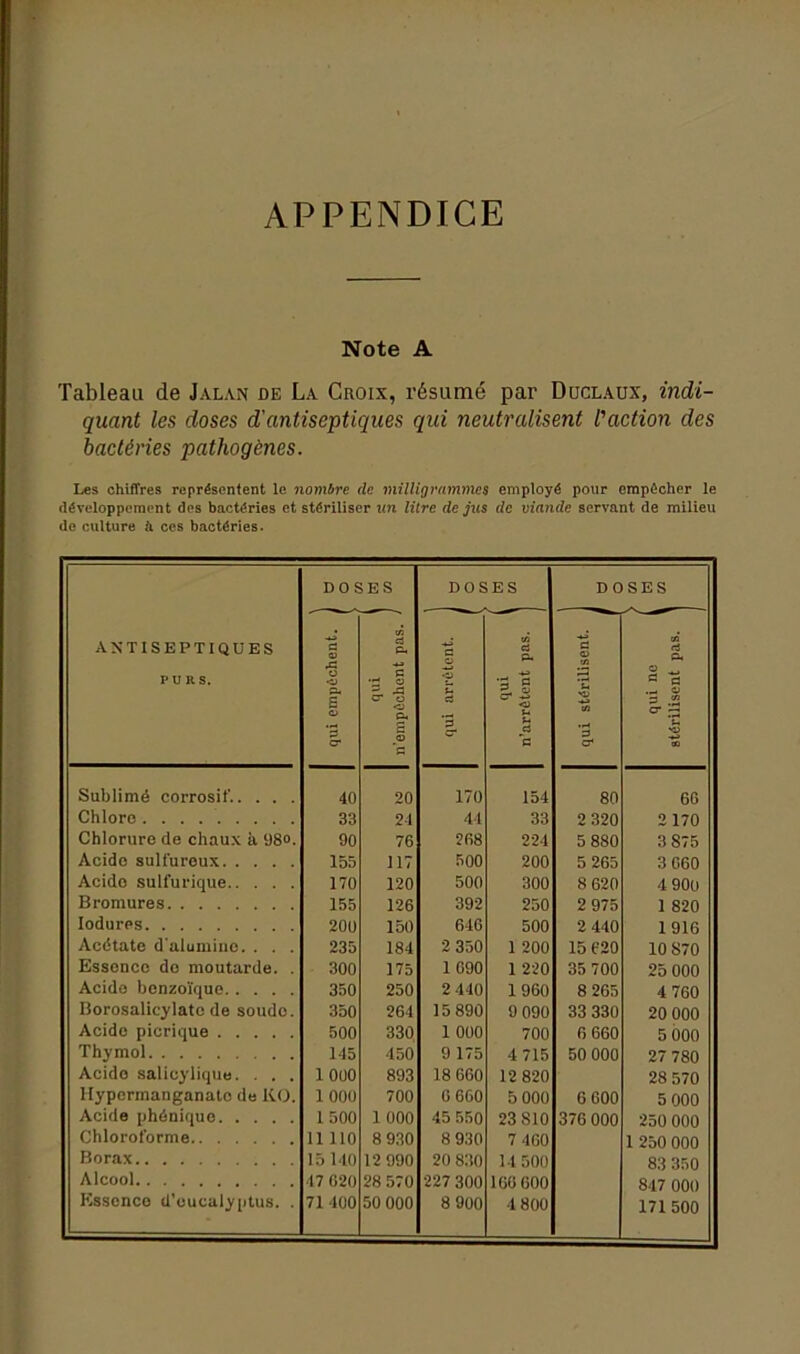 APPENDICE
Note A
Tableau de JALAN DE LA CROIX, résumé par DUCLAUX, indi-
quant les doses d'antiseptiques qui neutralisent l'action des
bactéries pathogènes.
Les chiffres représentent le nombre de milligrammes employé pour empêcher le
développement des bactéries et stériliser un litre de jus de viande servant de milieu
de culture à ces bactéries.
ANTISEPTIQUES
PURS.
DOSES DOSES DOSES
qui empêchent.
qui
n'empêchent pas.
qui arrêtent.
qui
n'arrêtent pas.
qui stérilisent.
qui ne
stérilisent pas.
Sublimé corrosif..... 40 20 170 154 80 66
Chlore......... 33 24 44 33 2 320 2 170
Chlorure de chaux à 98º. 90 76 268 224 5 880 3 875
Acide sulfureux..... 155 117 500 200 5 265 3 660
Acide sulfurique..... 170 120 500 300 8 620 4 900
Bromures........ 155 126 392 250 2 975 1 820
Iodures......... 200 150 646 500 2 440 1 916
Acétate d'alumine.... 235 184 2 350 1 200 15 620 10 870
Essence de moutarde.. 300 175 1 690 1 220 35 700 25 000
Acide benzoïque..... 350 250 2 440 1 960 8 265 4 760
Borosalicylate de soude. 350 264 15 890 9 090 33 330 20 000
Acide picrique..... 500 330 1 000 700 6 660 5 000
Thymol......... 145 450 9 175 4 715 50 000 27 780
Acide salicylique.... 1 000 893 18 660 12 820 28 570
Hypermanganate de KO. 1 000 700 6 660 5 000 6 600 5 000
Acide phénique..... 1 500 1 000 45 550 23 810 376 000 250 000
Chloroforme....... 11 110 8 930 8 930 7 460 1 250 000
Borax.......... 15 140 12 990 20 830 14 500 83 350
Alcool.......... 47 620 28 570 227 300 166 600 847 000
Essence d'eucalyptus.. 71 400 50 000 8 900 4 800 171 500